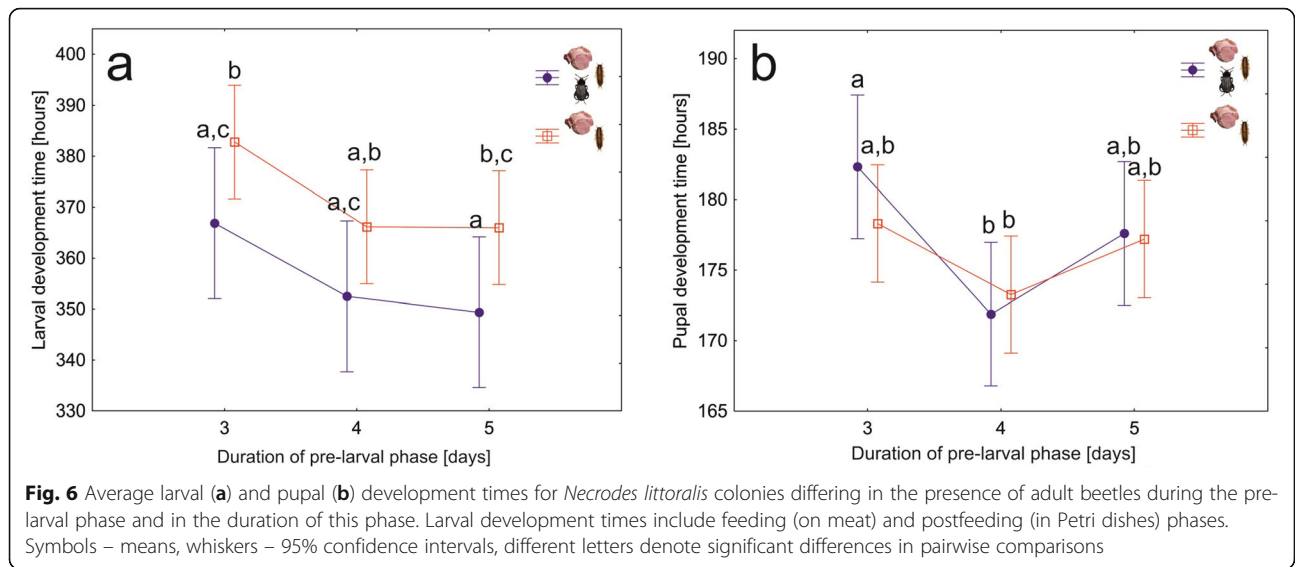 a
Larval development time [hours]
400
390
380
370
360
350
340
330
b
a,c
a,b
a,c
b,c
a
3
4
5
Duration of pre-larval phase [days]
b
Pupal development time [hours]
190
185
180
175
170
165
a
a,b
b
b
a,b
a,b
3
4
5
Duration of pre-larval phase [days]
Fig. 6 Average larval (a) and pupal (b) development times for Necrodes littoralis colonies differing in the presence of adult beetles during the pre-
larval phase and in the duration of this phase. Larval development times include feeding (on meat) and postfeeding (in Petri dishes) phases.
Symbols – means, whiskers – 95% confidence intervals, different letters denote significant differences in pairwise comparisons